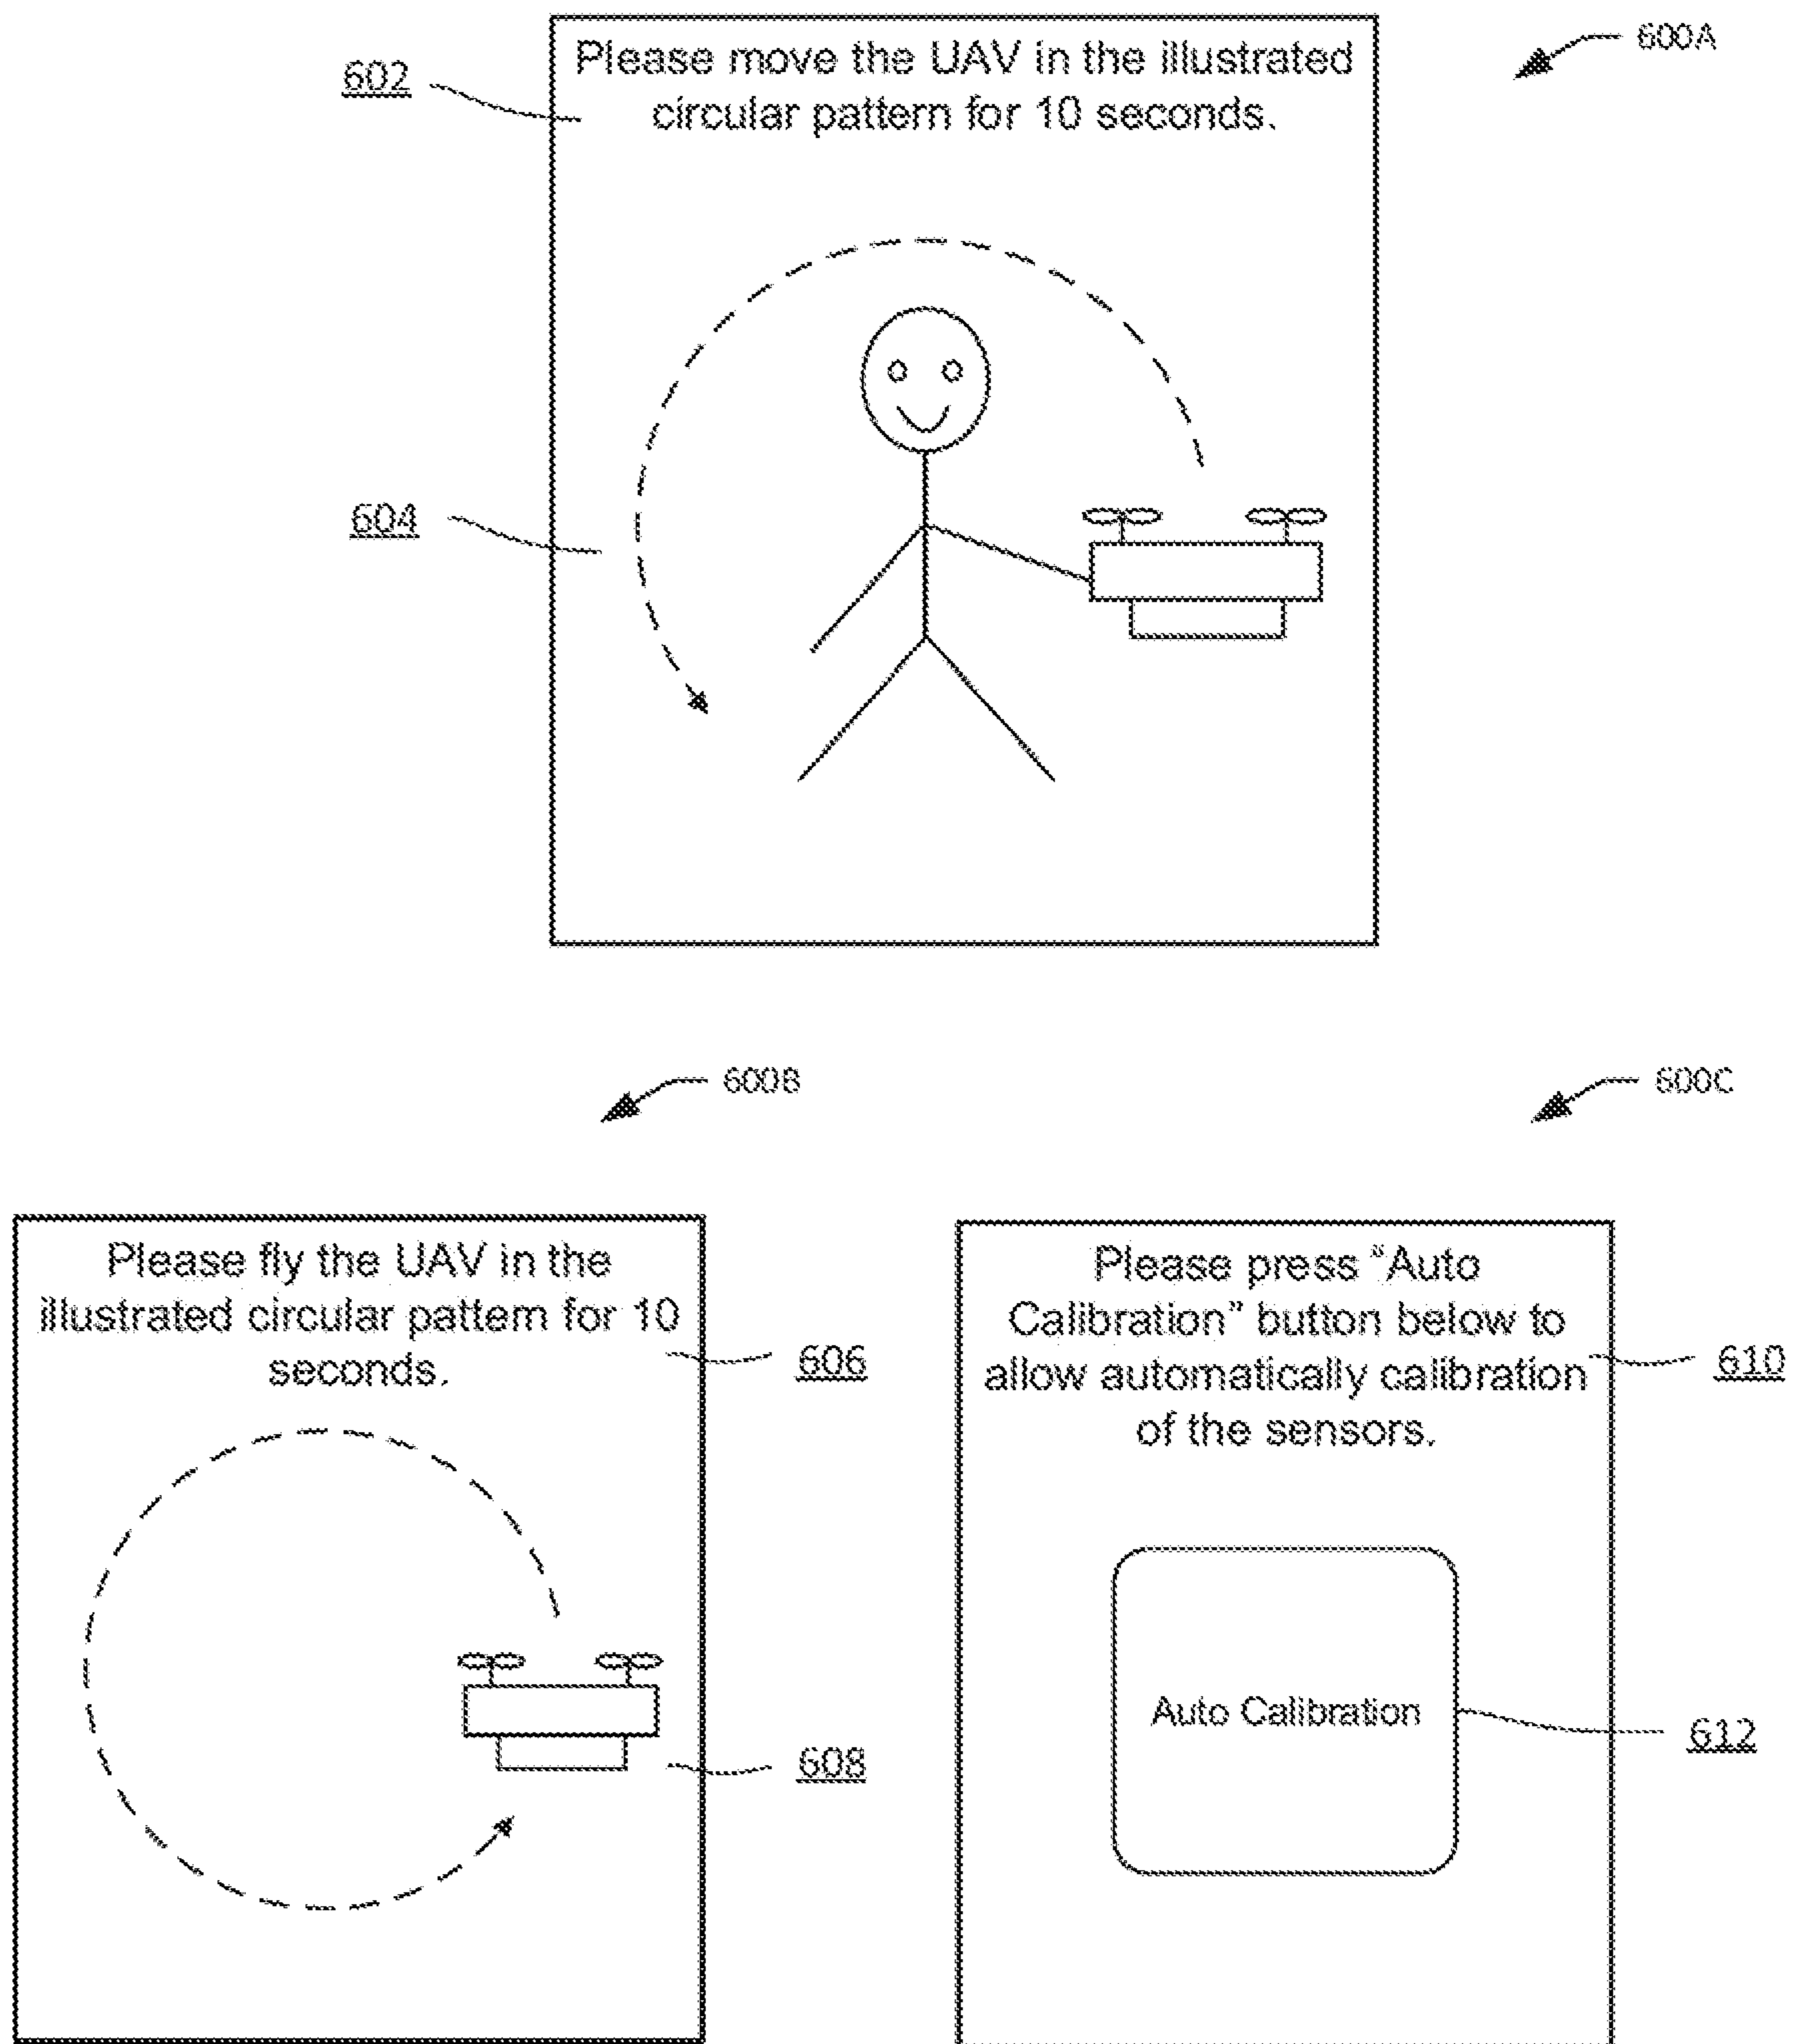 600A
602
Please move the UAV in the illustrated
circular pattern for 10 seconds.
604
600B
600C
Please fly the UAV in the
illustrated circular pattern for 10
seconds.
606
608
Please press “Auto
Calibration” button below to
allow automatically calibration
of the sensors.
610
Auto Calibration
612